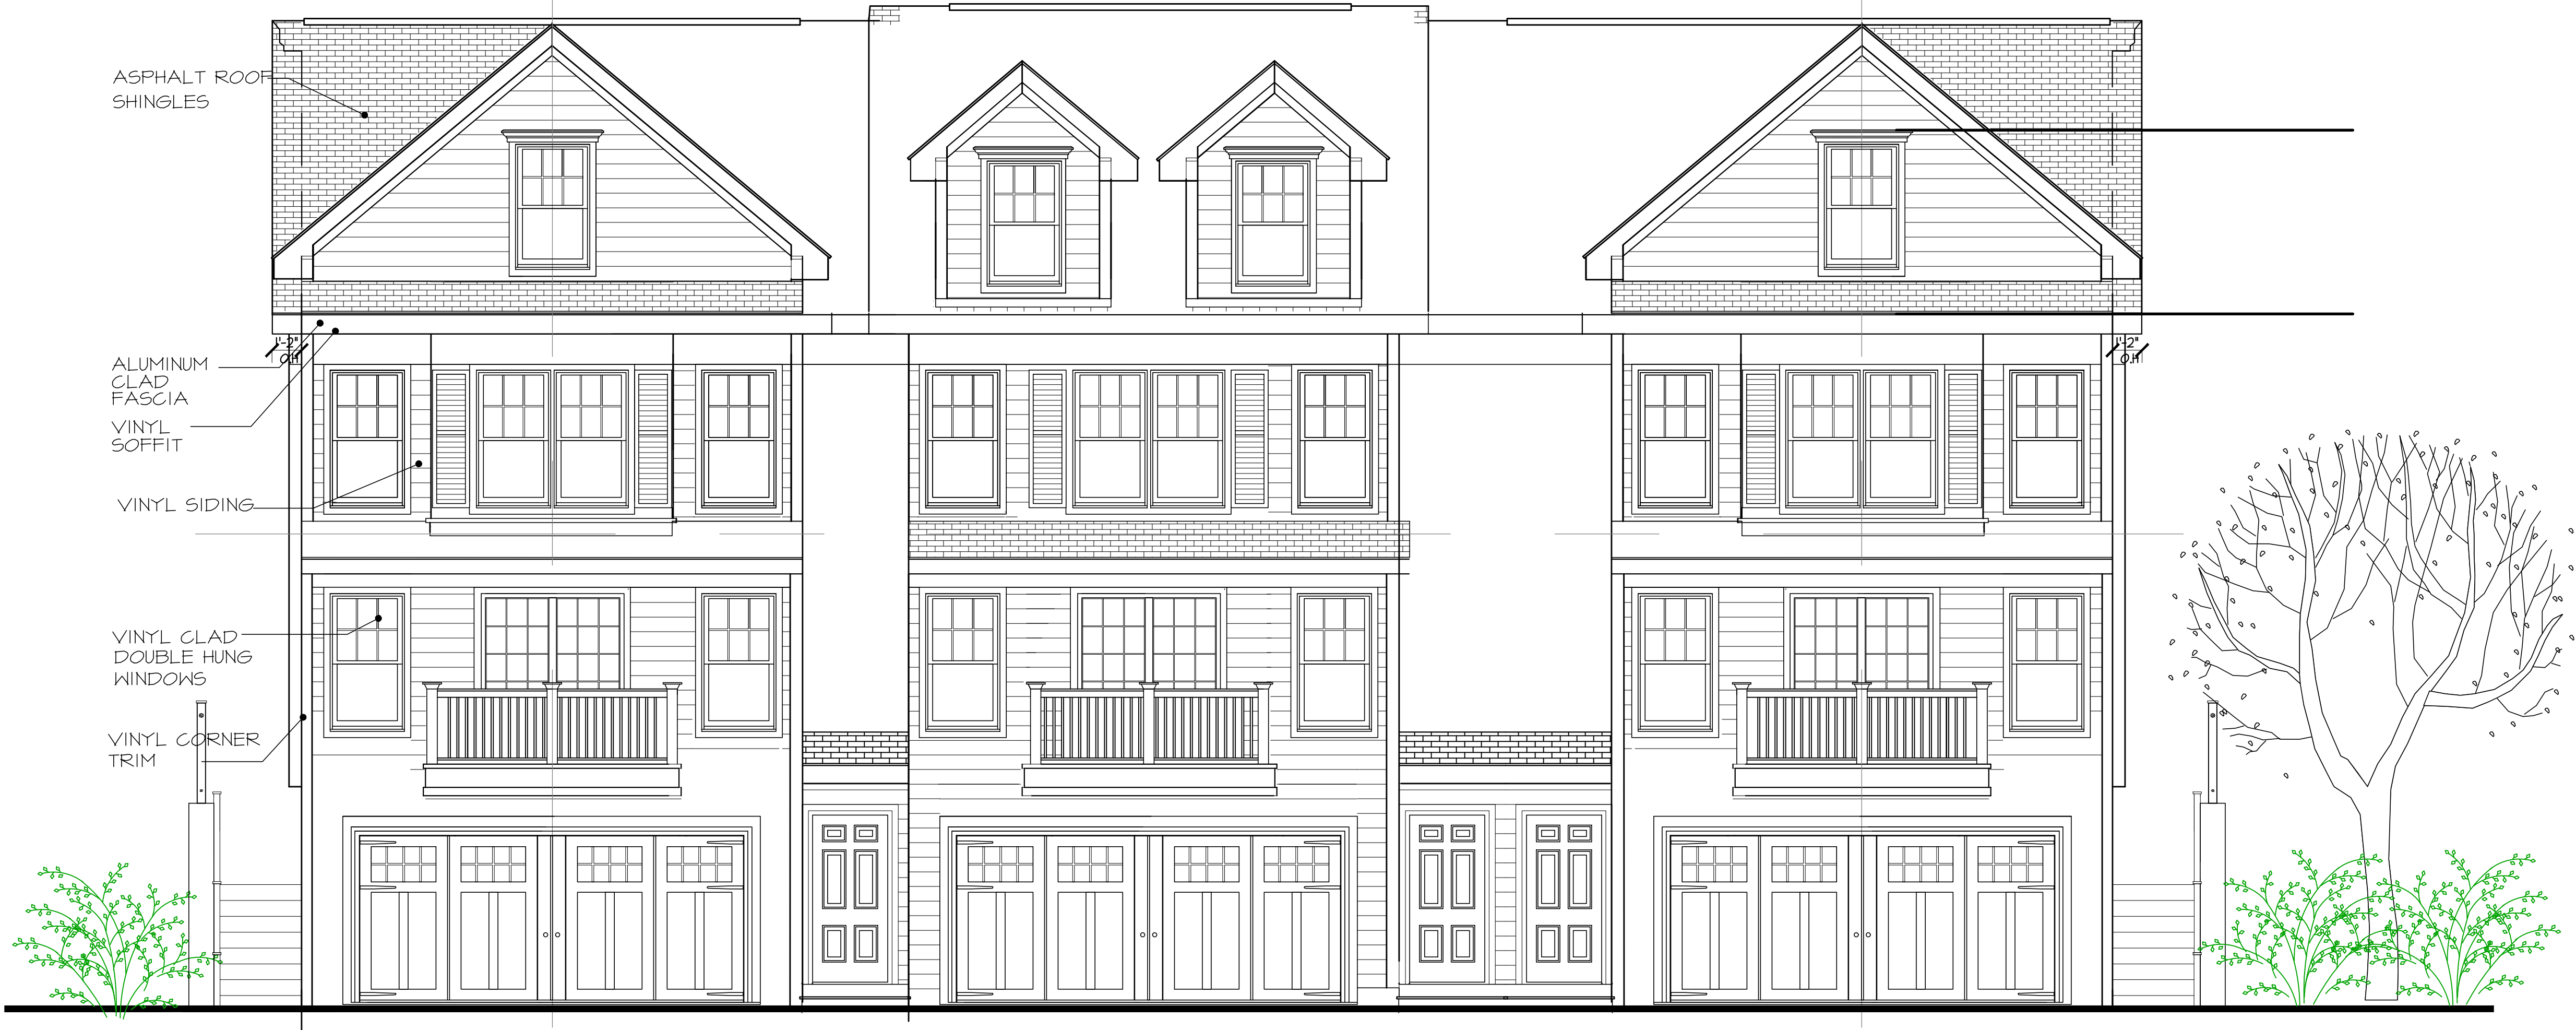 ASPHALT ROOF
SHINGLES
1'-2"
O.H
1'-2"
O.H
ALUMINUM
CLAD
FASCIA
VINYL
SOFFIT
VINYL SIDING
VINYL CLAD
DOUBLE HUNG
WINDOWS
VINYL CORNER
TRIM